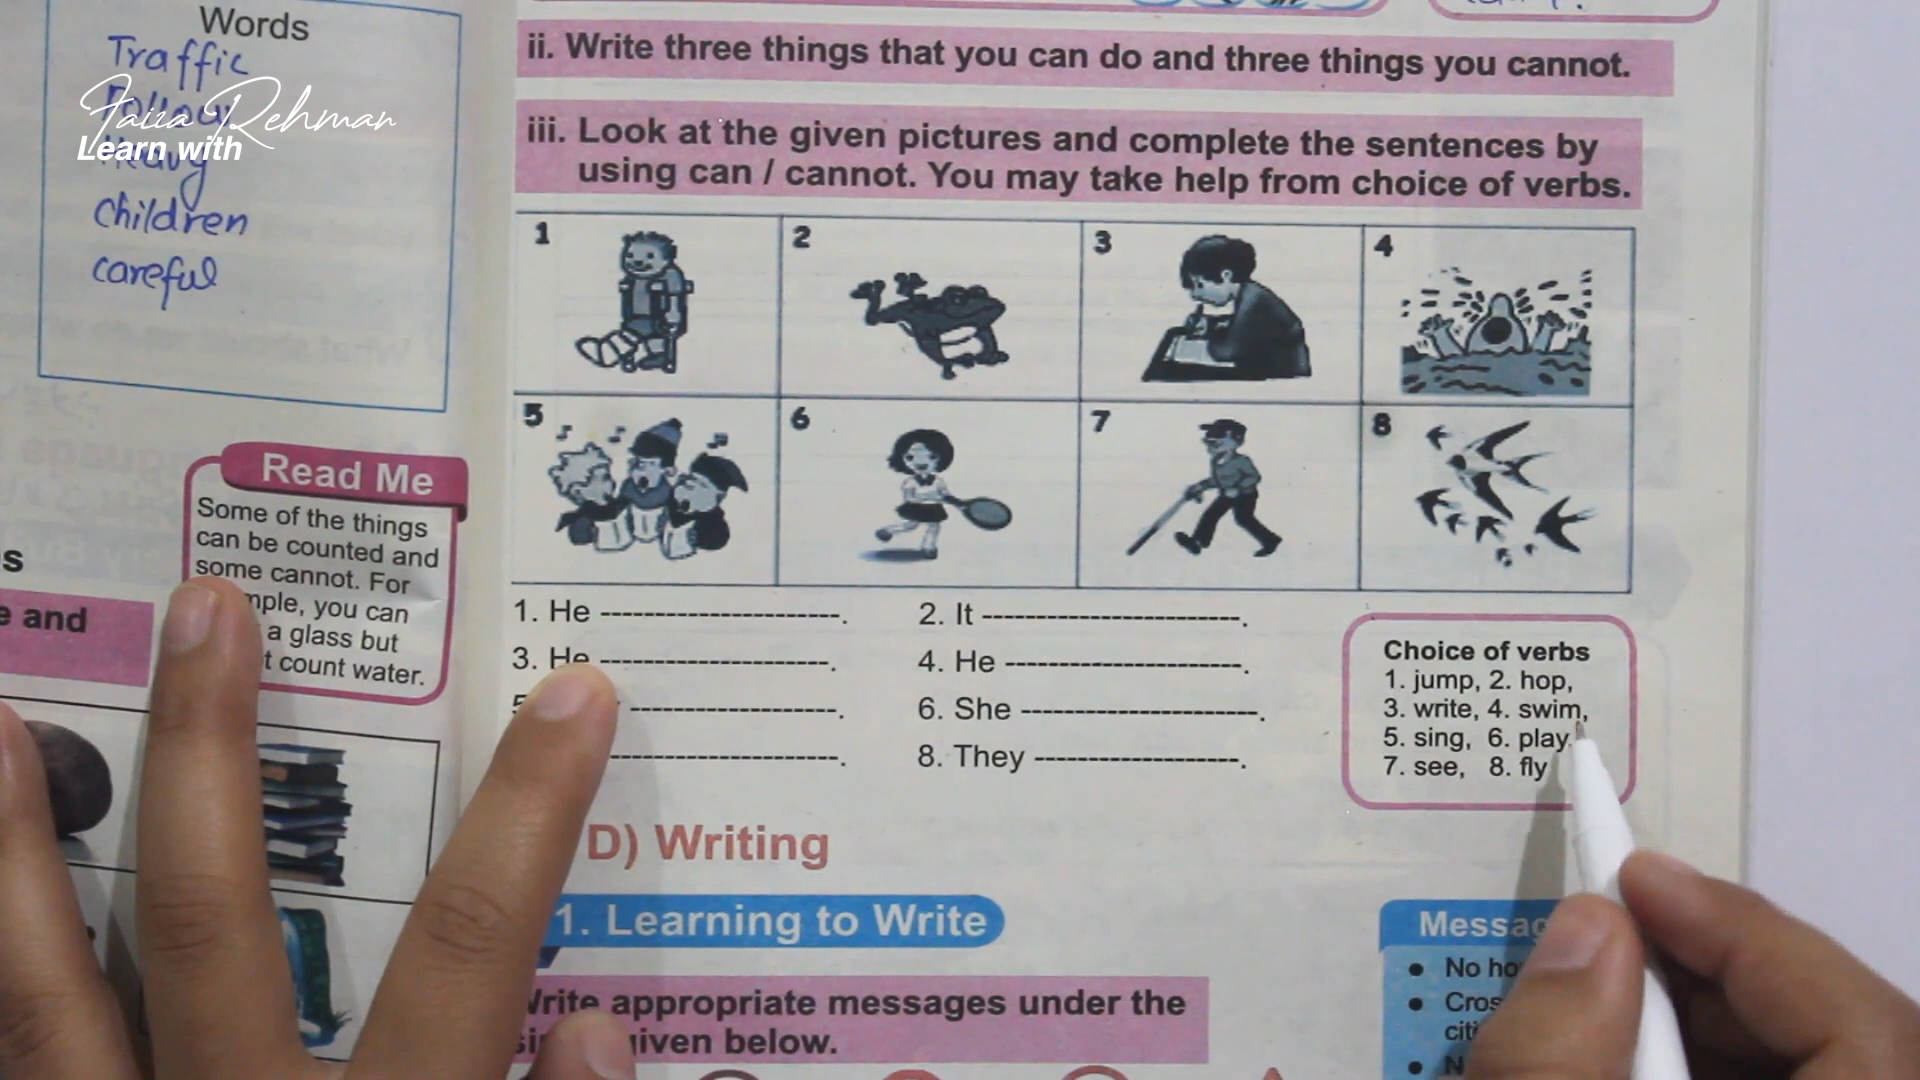 Words
Traffic
Follow
Heavy
Children
careful
Faiza Rehman
Learn with
Read Me
Some of the things
can be counted and
some cannot. For
mple, you can
a glass but
t count water.
s
e and
ii. Write three things that you can do and three things you cannot.
iii. Look at the given pictures and complete the sentences by
using can / cannot. You may take help from choice of verbs.
1 2 3 4
5 6 7 8
1. He ----------------------. 2. It ------------------------.
3. He ---------------------. 4. He ----------------------.
-------------------. 6. She ----------------------.
---------------------. 8. They -------------------.
Choice of verbs
1. jump, 2. hop,
3. write, 4. swim,
5. sing, 6. play
7. see, 8. fly
D) Writing
1. Learning to Write
Write appropriate messages under the
given below.
Messag
• No ho
• Cros
citi
• N